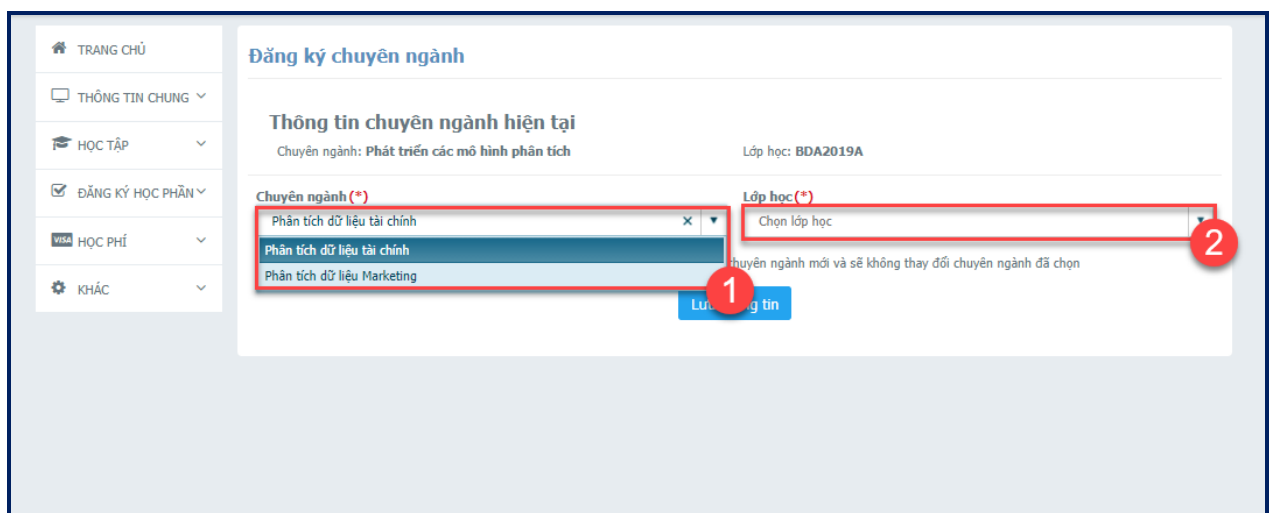 TRANG CHỦ
THÔNG TIN CHUNG
HỌC TẬP
ĐĂNG KÝ HỌC PHẦN
VISA HỌC PHÍ
KHÁC
Đăng ký chuyên ngành
Thông tin chuyên ngành hiện tại
Chuyên ngành: Phát triển các mô hình phân tích
Lớp học: BDA2019A
Chuyên ngành (*)
Lớp học (*)
Phân tích dữ liệu tài chính
Chọn lớp học
2
Phân tích dữ liệu tài chính
Phân tích dữ liệu Marketing
1
chuyên ngành mới và sẽ không thay đổi chuyên ngành đã chọn
tin